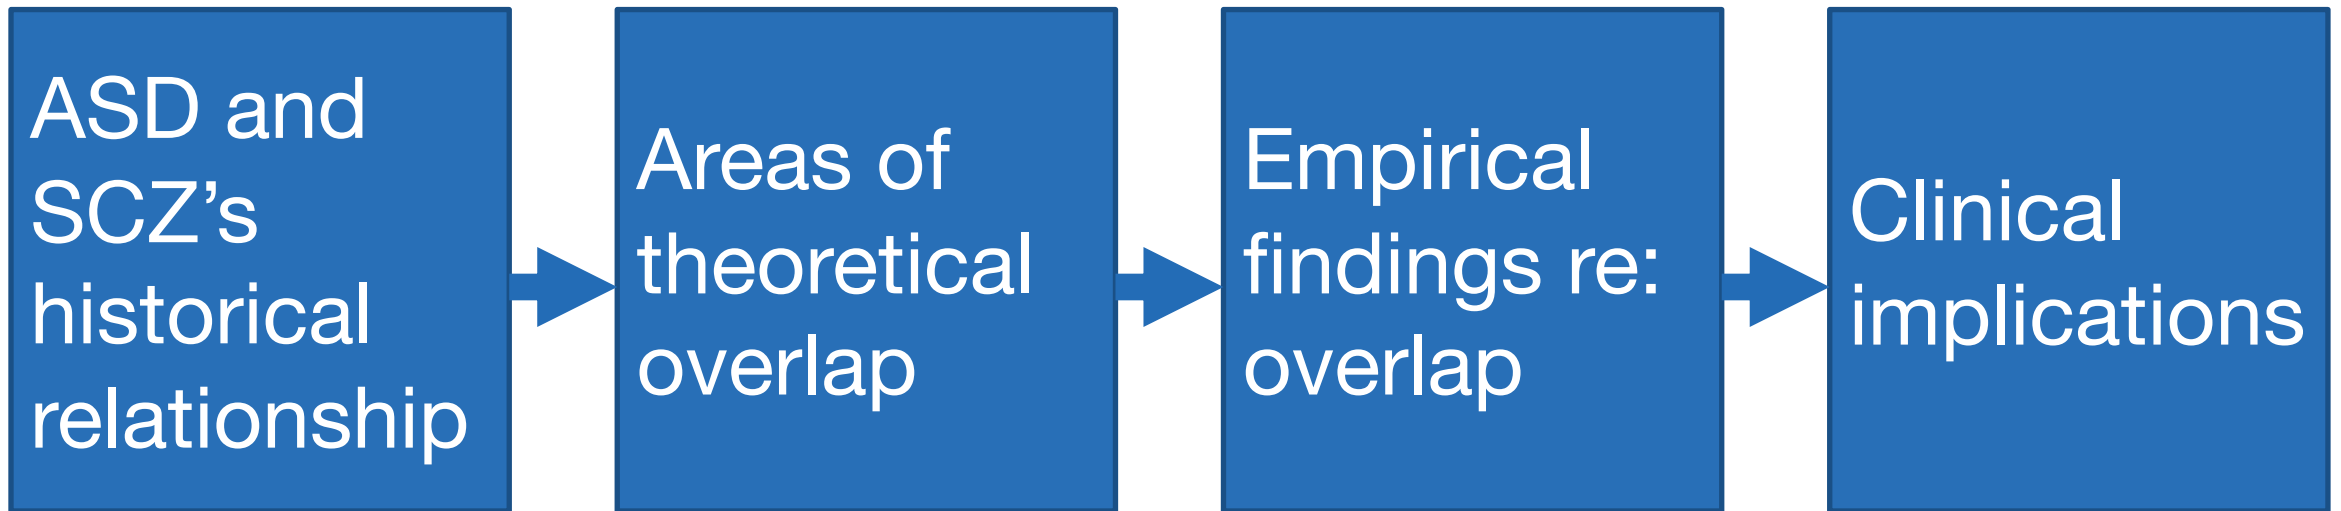 ASD and
SCZ’s
historical
relationship
Areas of
theoretical
overlap
Empirical
findings re:
overlap
Clinical
implications